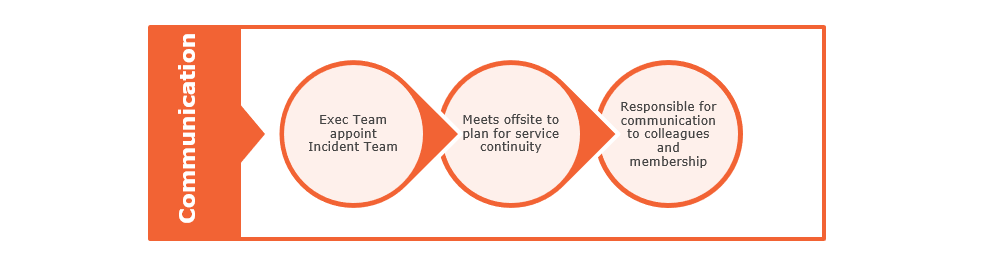 Communication
Exec Team
appoint
Incident Team
Meets offsite to
plan for service
continuity
Responsible for
communication
to colleagues
and
membership